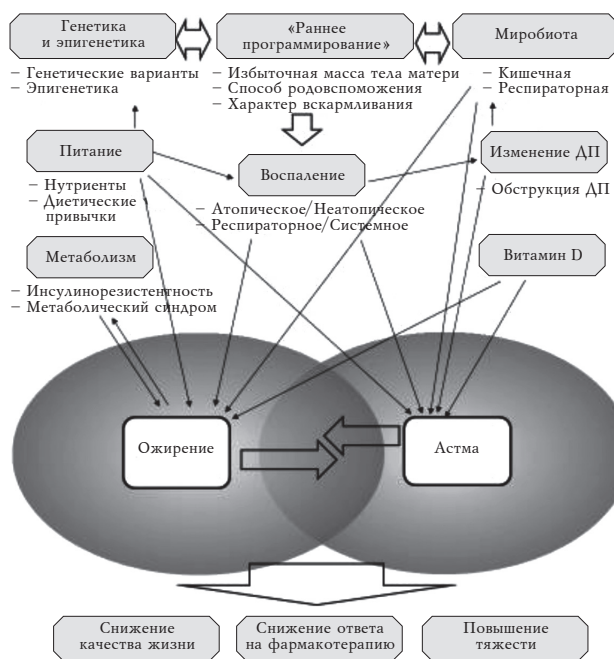 Генетика
и эпигенетика
«Раннее
программирование»
Миробиота
– Генетические варианты
– Эпигенетика
– Избыточная масса тела матери
– Способ родовспоможения
– Характер вскармливания
– Кишечная
– Респираторная
Питание
Воспаление
Изменение ДП
– Нутриенты
– Диетические
привычки
– Атопическое/Неатопическое
– Респираторное/Системное
– Обструкция ДП
Метаболизм
Витамин D
– Инсулинорезистентность
– Метаболический синдром
Ожирение
Астма
Снижение
качества жизни
Снижение ответа
на фармакотерапию
Повышение
тяжести